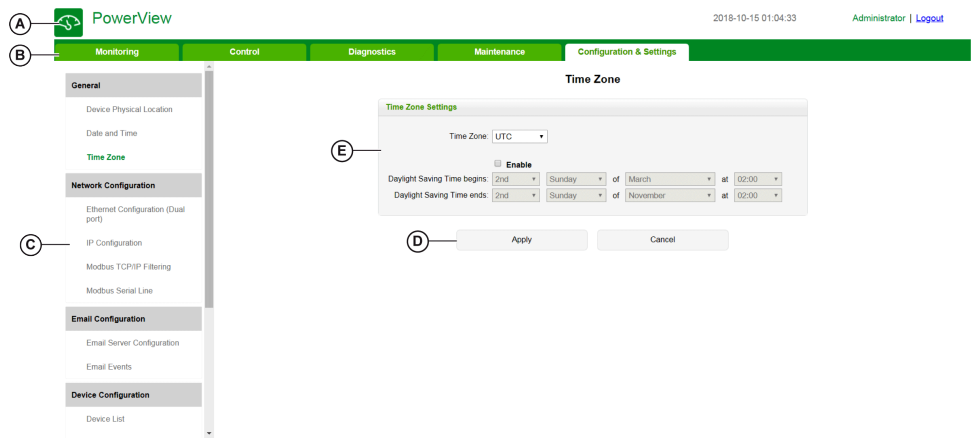 A
PowerView
2018-10-15 01:04:33
Administrator | Logout
B
Monitoring
Control
Diagnostics
Maintenance
Configuration & Settings
General
Device Physical Location
Date and Time
Time Zone
Network Configuration
Ethernet Configuration (Dual
port)
C
IP Configuration
Modbus TCP/IP Filtering
Modbus Serial Line
Email Configuration
Email Server Configuration
Email Events
Device Configuration
Device List
Time Zone
Time Zone Settings
Time Zone: UTC
E
Enable
Daylight Saving Time begins: 2nd Sunday of March at 02:00
Daylight Saving Time ends: 2nd Sunday of November at 02:00
D
Apply
Cancel